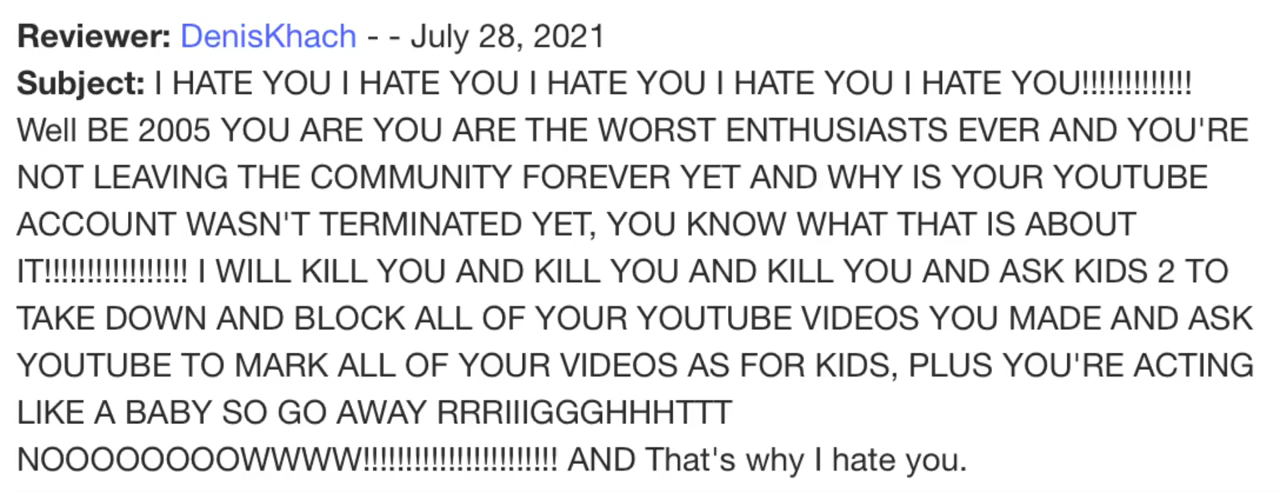 Reviewer: DenisKhach - - July 28, 2021
Subject: I HATE YOU I HATE YOU I HATE YOU I HATE YOU I HATE YOU!!!!!!!!!!!!!
Well BE 2005 YOU ARE YOU ARE THE WORST ENTHUSIASTS EVER AND YOU'RE
NOT LEAVING THE COMMUNITY FOREVER YET AND WHY IS YOUR YOUTUBE
ACCOUNT WASN'T TERMINATED YET, YOU KNOW WHAT THAT IS ABOUT
IT!!!!!!!!!!!!!!!!! I WILL KILL YOU AND KILL YOU AND KILL YOU AND ASK KIDS 2 TO
TAKE DOWN AND BLOCK ALL OF YOUR YOUTUBE VIDEOS YOU MADE AND ASK
YOUTUBE TO MARK ALL OF YOUR VIDEOS AS FOR KIDS, PLUS YOU'RE ACTING
LIKE A BABY SO GO AWAY RRRIIIGGGHHHTTT
NOOOOOOOOWWWW!!!!!!!!!!!!!!!!!!!!!!! AND That's why I hate you.